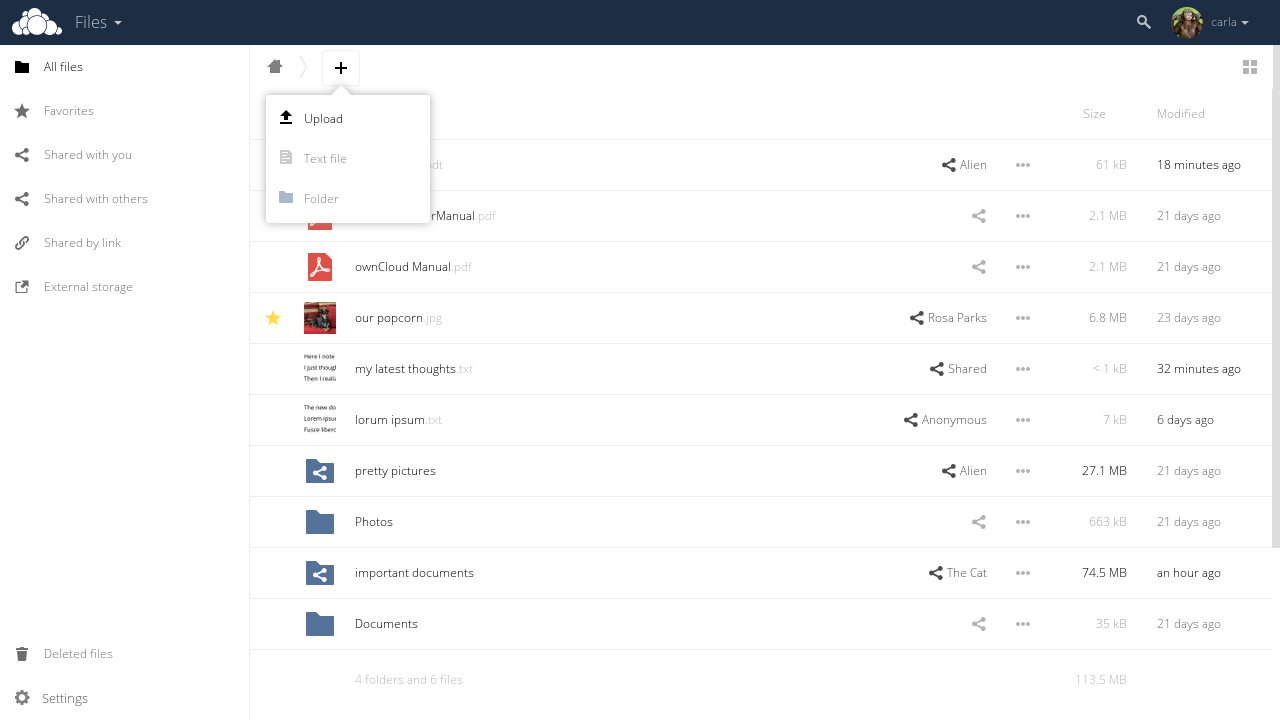 Files
carla
All files
Favorites
Shared with you
Shared with others
Shared by link
External storage
Deleted files
Settings
Upload
Text file
Folder
Size Modified
dt Alien 61 kB 18 minutes ago
rManual.pdf 2.1 MB 21 days ago
ownCloud Manual.pdf 2.1 MB 21 days ago
our popcorn.jpg Rosa Parks 6.8 MB 23 days ago
Here I note
I just though
Then I realiz
my latest thoughts.txt Shared < 1 kB 32 minutes ago
The new do
Lorem ipsu
Fusce liberc
lorum ipsum.txt Anonymous 7 kB 6 days ago
pretty pictures Alien 27.1 MB 21 days ago
Photos 663 kB 21 days ago
important documents The Cat 74.5 MB an hour ago
Documents 35 kB 21 days ago
4 folders and 6 files 113.5 MB